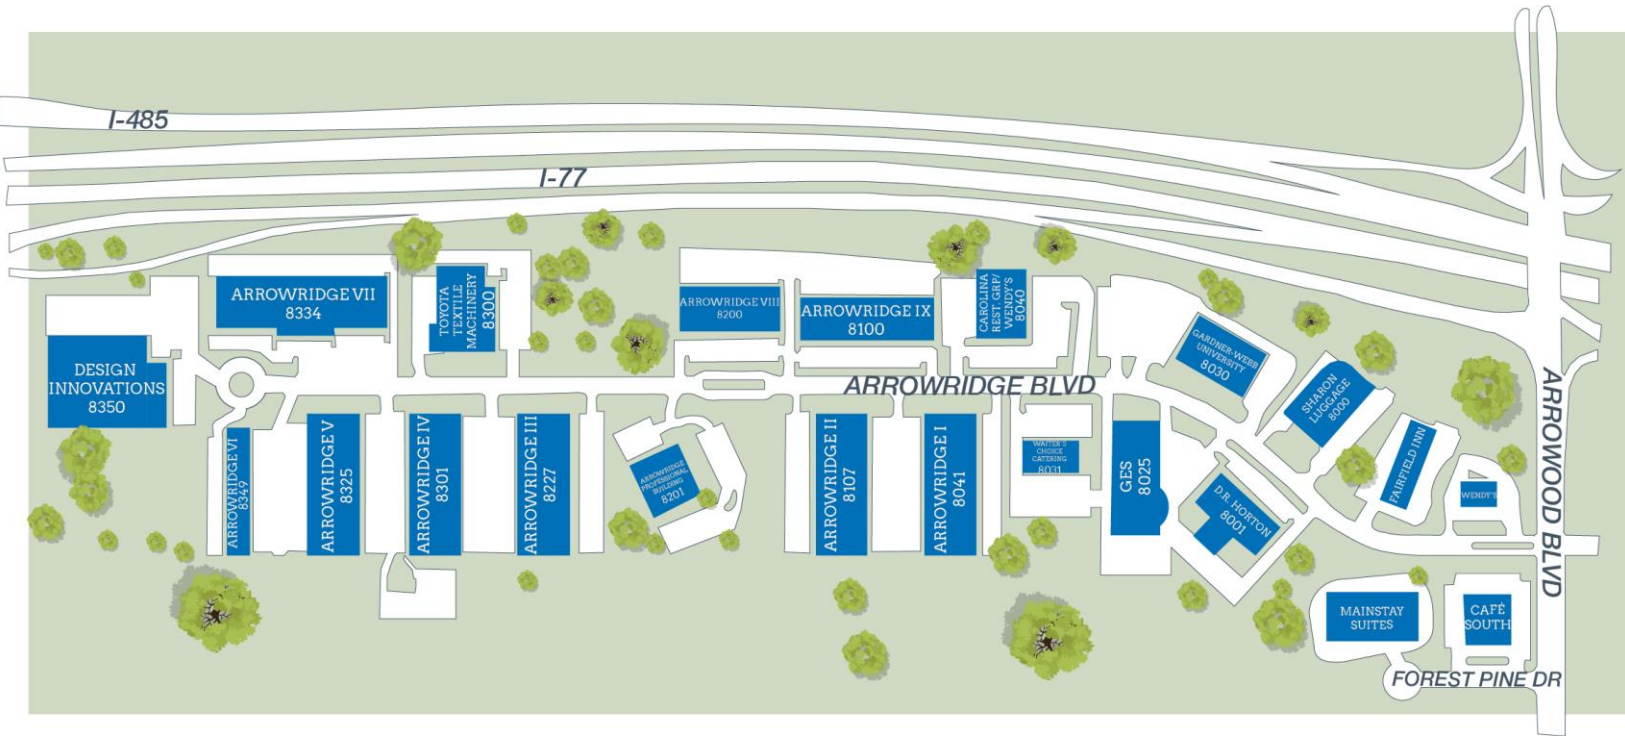 I-485
I-77
ARROWRIDGE VII
8334
TOYOTA
TEXTILE
MACHINERY
8300
ARROWRIDGE VIII
8200
ARROWRIDGE IX
8100
CAROLINA
REST. GRP/
WENDY'S
8040
DESIGN
INNOVATIONS
8350
ARROWRIDGE BLVD
GARDNER-WEBB
UNIVERSITY
8030
SHARON
LUGGAGE
8000
ARROWOOD BLVD
ARROWRIDGE VI
8349
ARROWRIDGE V
8325
ARROWRIDGE IV
8301
ARROWRIDGE III
8227
ARROWRIDGE
PROFESSIONAL
BUILDING
8201
ARROWRIDGE II
8107
ARROWRIDGE I
8041
WAITER'S
CHOICE
CATERING
8031
GES
8025
D.R. HORTON
8001
FAIRFIELD INN
WENDY'S
MAINSTAY
SUITES
CAFÉ
SOUTH
FOREST PINE DR